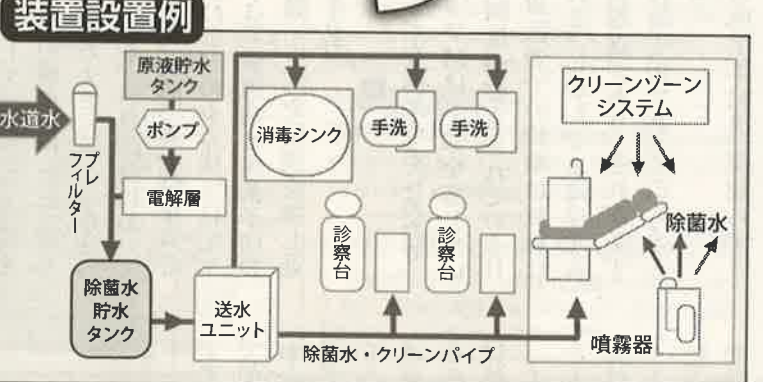 装置設置例
水道水
プレ
フィルター
原液貯水
タンク
ポンプ
電解層
除菌水
貯水
タンク
送水
ユニット
消毒シンク
手洗
手洗
診察台
診察台
除菌水・クリーンパイプ
クリーンゾーン
システム
除菌水
噴霧器